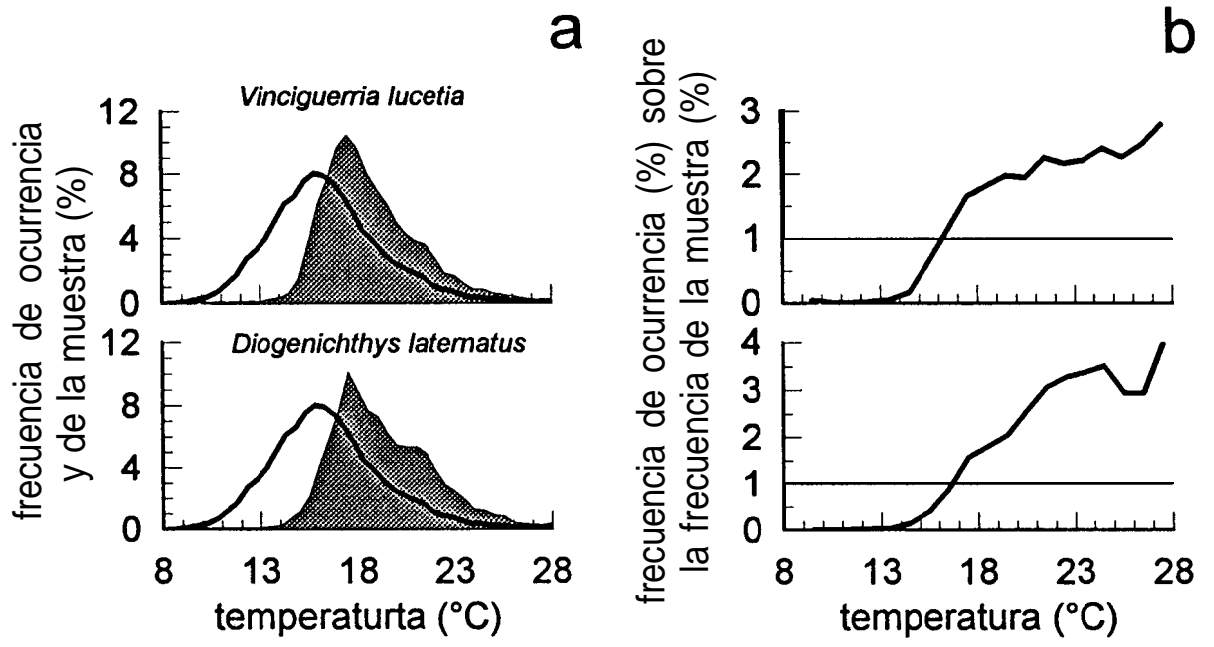 a
frecuencia de ocurrencia
y de la muestra (%)
Vinciguerria lucetia
12
8
4
0
Diogenichthys laternatus
12
8
4
0
8 13 18 23 28
temperaturta (°C)
b
frecuencia de ocurrencia (%) sobre
la frecuencia de la muestra (%)
3
2
1
0
4
3
2
1
0
8 13 18 23 28
temperatura (°C)